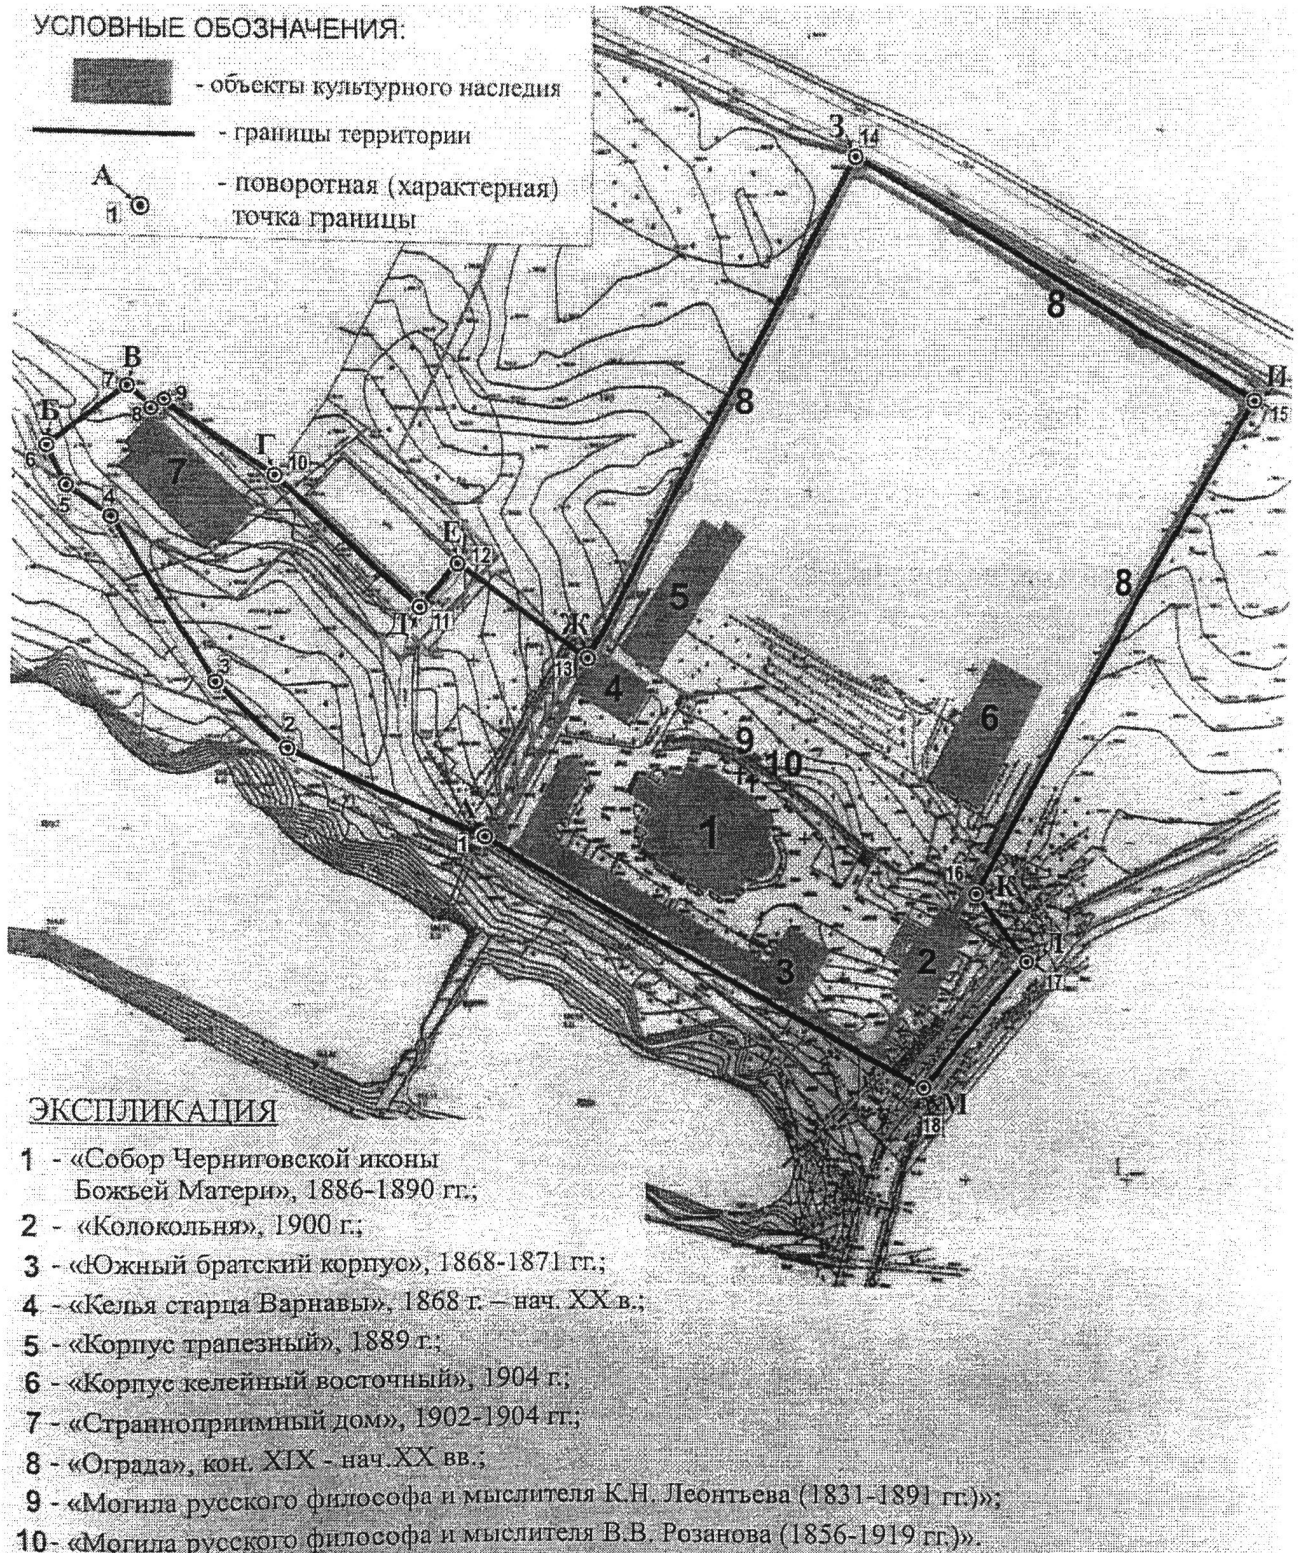 УСЛОВНЫЕ ОБОЗНАЧЕНИЯ:
- объекты культурного наследия
- границы территории
А
1
- поворотная (характерная)
точка границы
З
14
8
И
15
8
В
7
9
8
Б
6
Г
10
5
4
7
Е
12
5
8
Д
11
Ж
13
4
6
3
9
10
2
1
А
1
16
К
Л
17
2
3
М
18
ЭКСПЛИКАЦИЯ
1 - «Собор Черниговской иконы
Божьей Матери», 1886-1890 гг.;
2 - «Колокольня», 1900 г.;
3 - «Южный братский корпус», 1868-1871 гг.;
4 - «Келья старца Варнавы», 1868 г. – нач. XX в.;
5 - «Корпус трапезный», 1889 г.;
6 - «Корпус келейный восточный», 1904 г.;
7 - «Странноприимный дом», 1902-1904 гг.;
8 - «Ограда», кон. XIX - нач.XX вв.;
9 - «Могила русского философа и мыслителя К.Н. Леонтьева (1831-1891 гг.)»;
10 - «Могила русского философа и мыслителя В.В. Розанова (1856-1919 гг.)».